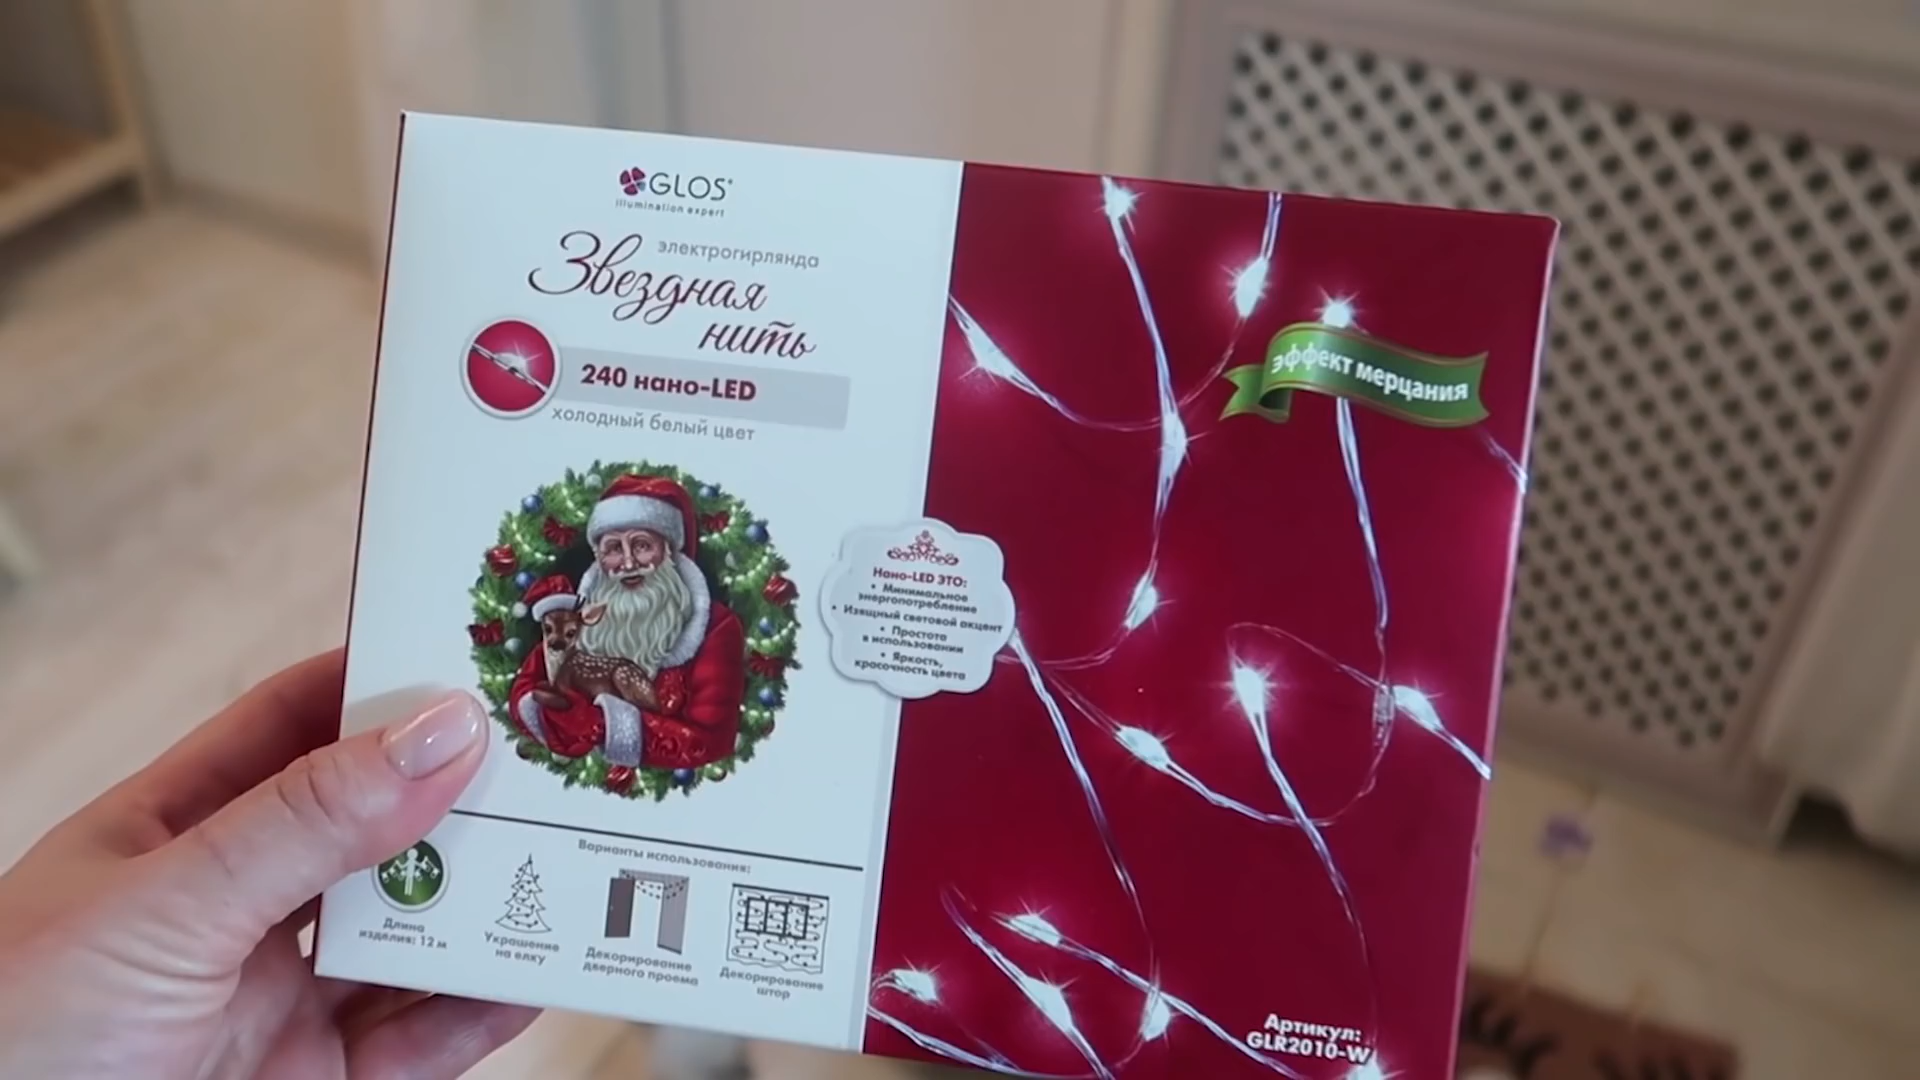 GLOS
illumination expert
электрогирлянда
Звездная
нить
240 нано-LED
холодный белый цвет
эффект мерцания
Нано-LED ЭТО:
• Минимальное
энергопотребление
• Изящный световой акцент
• Простота
в использовании
• Яркость,
красочность цвета
Варианты использования:
Длина
изделия: 12 м
Украшение
на елку
Декорирование
дверного проема
Декорирование
штор
Артикул:
GLR2010-W